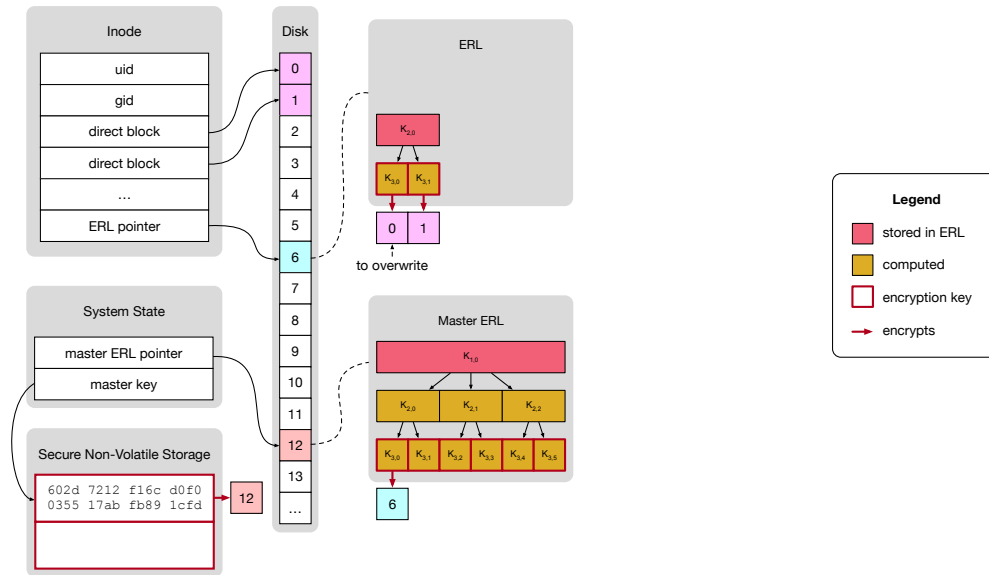 Inode
uid
gid
direct block
direct block
...
ERL pointer
System State
master ERL pointer
master key
Secure Non-Volatile Storage
602d 7212 f16c d0f0
0355 17ab fb89 1cfd
12
Disk
0
1
2
3
4
5
6
7
8
9
10
11
12
13
...
ERL
K2,0
K3,0 K3,1
0 1
to overwrite
Master ERL
K1,0
K2,0 K2,1 K2,2
K3,0 K3,1 K3,2 K3,3 K3,4 K3,5
6
Legend
stored in ERL
computed
encryption key
encrypts